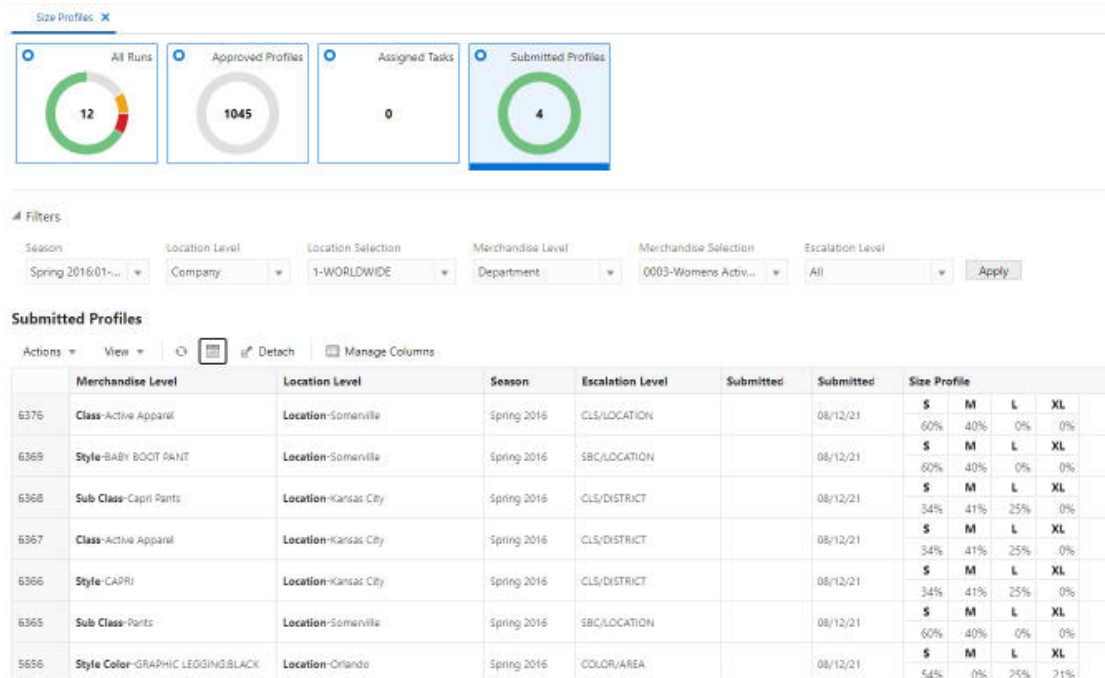 Size Profiles X
All Runs Approved Profiles Assigned Tasks Submitted Profiles
12 1045 0 4
Filters
Season Location Level Location Selection Merchandise Level Merchandise Selection Escalation Level
Spring 2016:01-... Company 1-WORLDWIDE Department 0003-Womens Activ... All Apply
Submitted Profiles
Actions View Detach Manage Columns
Merchandise Level Location Level Season Escalation Level Submitted Submitted Size Profile
6376 Class-Active Apparel Location-Somerville Spring 2016 CLS/LOCATION 08/12/21 S M L XL
60% 40% 0% 0%
6369 Style-BABY BOOT PANT Location-Somerville Spring 2016 SBC/LOCATION 08/12/21 S M L XL
60% 40% 0% 0%
6368 Sub Class-Capri Pants Location-Kansas City Spring 2016 CLS/DISTRICT 08/12/21 S M L XL
34% 41% 25% 0%
6367 Class-Active Apparel Location-Kansas City Spring 2016 CLS/DISTRICT 08/12/21 S M L XL
34% 41% 25% 0%
6366 Style-CAPRI Location-Kansas City Spring 2016 CLS/DISTRICT 08/12/21 S M L XL
34% 41% 25% 0%
6365 Sub Class-Pants Location-Somerville Spring 2016 SBC/LOCATION 08/12/21 S M L XL
60% 40% 0% 0%
5656 Style Color-GRAPHIC LEGGING:BLACK Location-Orlando Spring 2016 COLOR/AREA 08/12/21 S M L XL
54% 0% 25% 21%